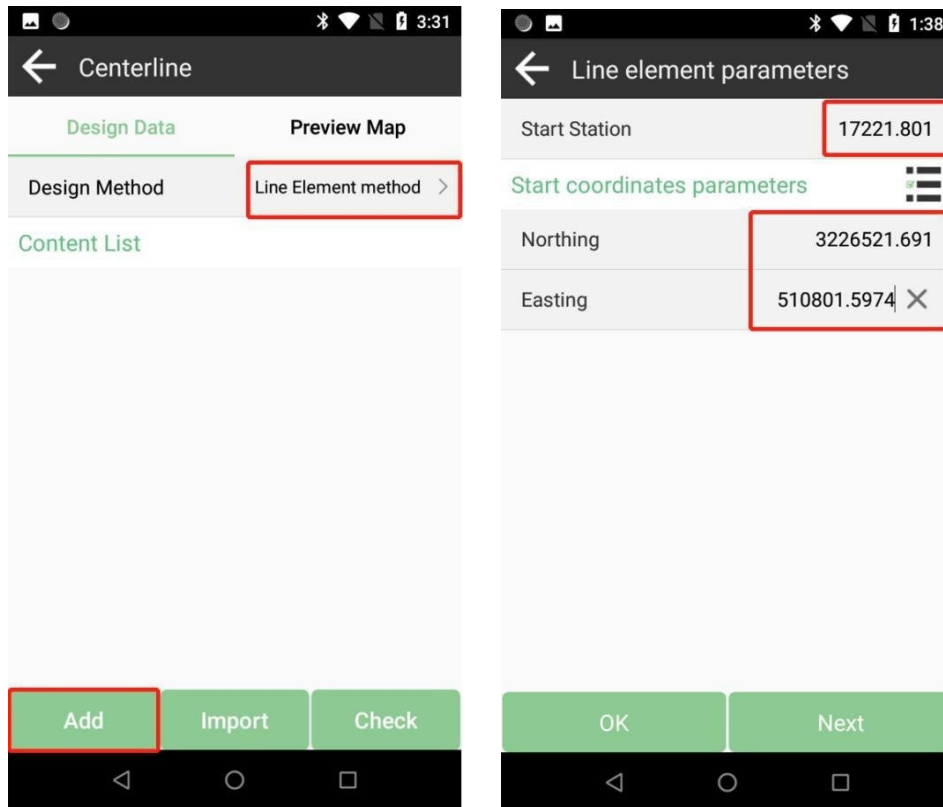 3:31
Centerline
Design Data
Preview Map
Design Method
Line Element method
Content List
Add
Import
Check
1:38
Line element parameters
Start Station
17221.801
Start coordinates parameters
Northing
3226521.691
Easting
510801.5974
OK
Next